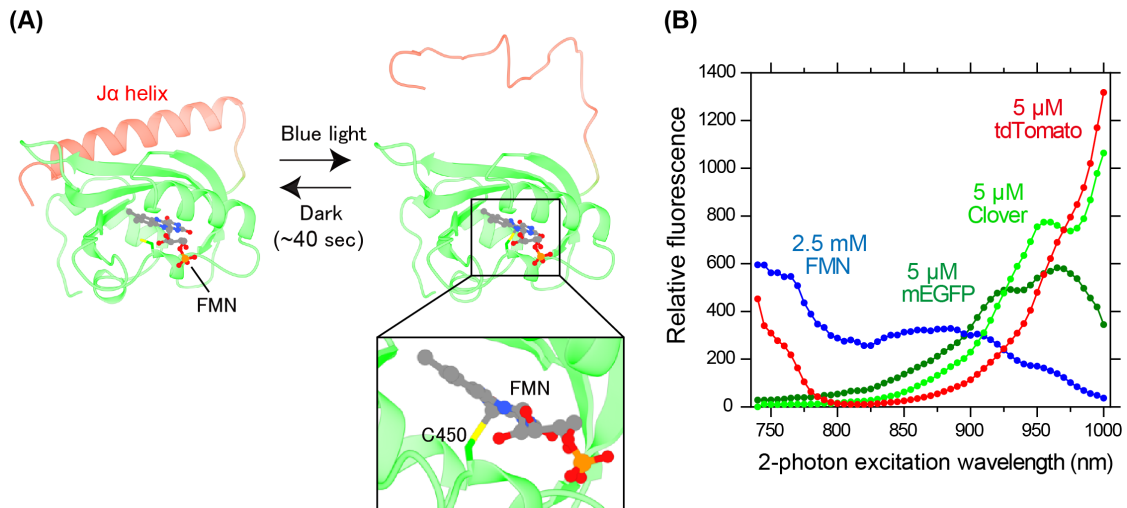 (A)
Jα helix
Blue light
Dark
(~40 sec)
FMN
FMN
C450
(B)
1400
1200
1000
800
600
400
200
0
Relative fluorescence
5 μM
tdTomato
5 μM
Clover
2.5 mM
FMN
5 μM
mEGFP
750
800
850
900
950
1000
2-photon excitation wavelength (nm)